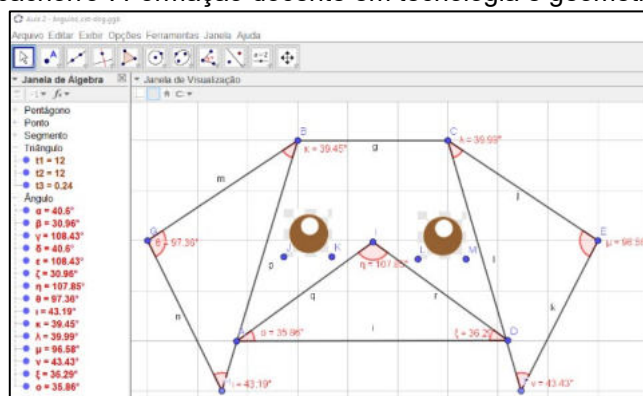 Arquivo Editar Exibir Opções Ferramentas Janela Ajuda
Janela de Álgebra
Janela de Visualização
Pentágono
Ponto
Segmento
Triângulo
t1 = 12
t2 = 12
t3 = 0.24
Ângulo
α = 40.6°
β = 30.96°
γ = 108.43°
δ = 40.6°
ε = 108.43°
ζ = 30.96°
η = 107.85°
θ = 97.36°
ι = 43.19°
κ = 39.45°
λ = 39.99°
μ = 96.58°
ν = 43.43°
ξ = 36.29°
ο = 35.86°
B
C
κ = 39.45°
g
λ = 39.99°
m
j
G
θ = 97.36°
I
E
μ = 96.58
J
K
L
M
p
l
η = 107.85°
q
r
n
k
A
α = 35.86°
i
ξ = 36.29°
D
ι = 43.19°
ν = 43.43°